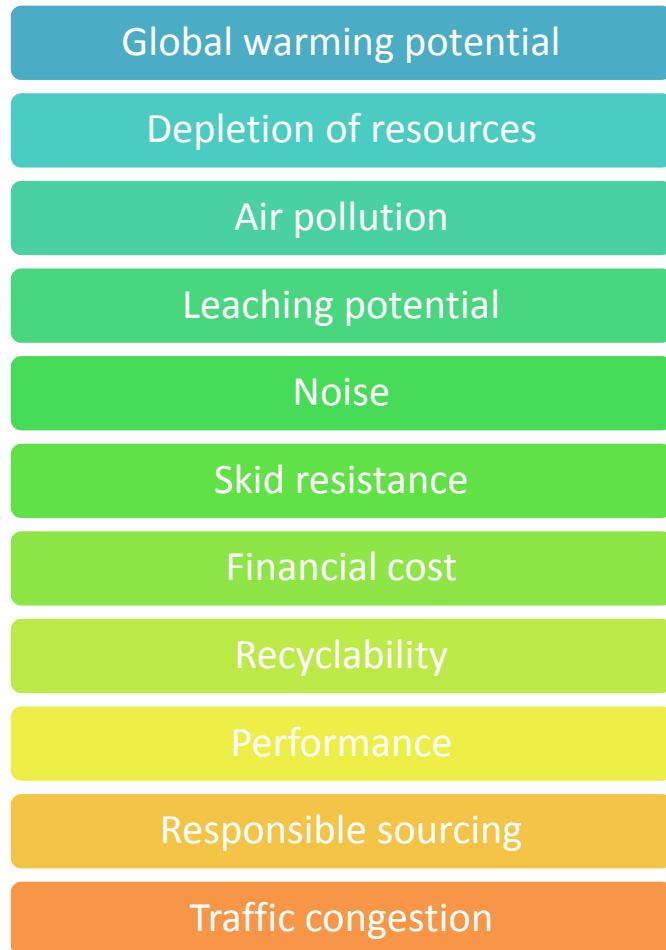 Global warming potential
Depletion of resources
Air pollution
Leaching potential
Noise
Skid resistance
Financial cost
Recyclability
Performance
Responsible sourcing
Traffic congestion